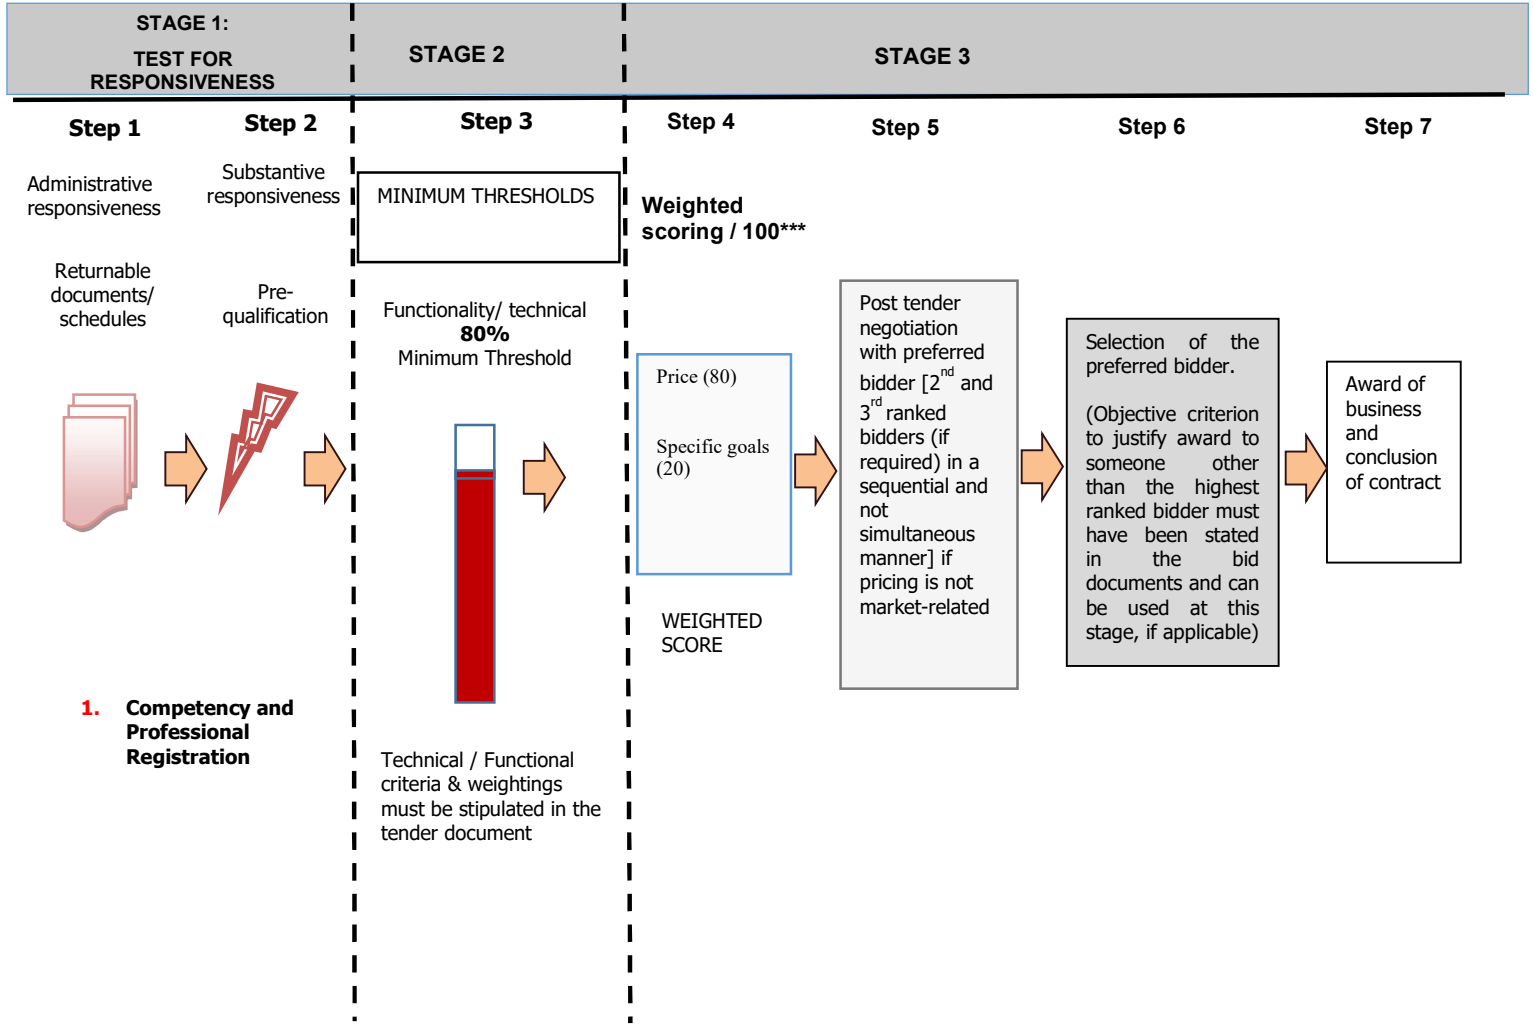 STAGE 1:
TEST FOR
RESPONSIVENESS
STAGE 2
STAGE 3
Step 1
Step 2
Step 3
Step 4
Step 5
Step 6
Step 7
Administrative
responsiveness
Returnable
documents/
schedules
Substantive
responsiveness
Pre-
qualification
1. Competency and
Professional
Registration
MINIMUM THRESHOLDS
Functionality/ technical
80%
Minimum Threshold
Technical / Functional
criteria & weightings
must be stipulated in the
tender document
Weighted
scoring / 100***
Price (80)
Specific goals
(20)
WEIGHTED
SCORE
Post tender
negotiation
with preferred
bidder [2nd and
3rd ranked
bidders (if
required) in a
sequential and
not
simultaneous
manner] if
pricing is not
market-related
Selection of the
preferred bidder.
(Objective criterion
to justify award to
someone other
than the highest
ranked bidder must
have been stated
in the bid
documents and can
be used at this
stage, if applicable)
Award of
business
and
conclusion
of contract